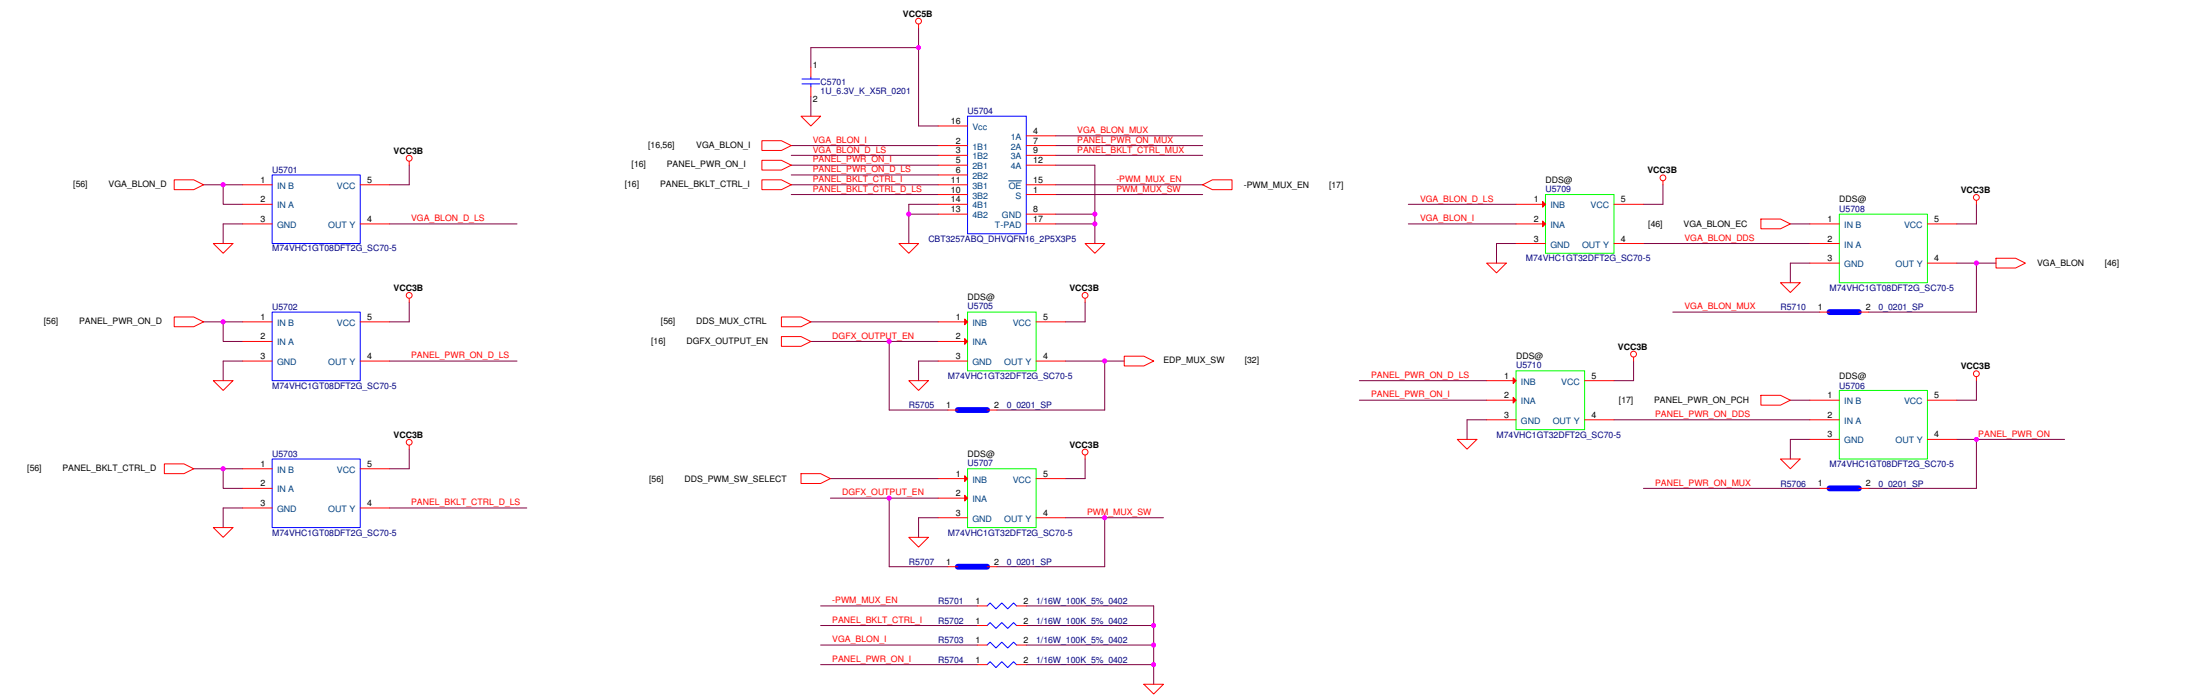 VCC3B
U5701
[56] VGA_BLON_D
1 IN B VCC 5
2 IN A
3 GND OUT Y 4
VGA_BLON_D_LS
M74VHC1GT08DFT2G_SC70-5
VCC3B
U5702
[56] PANEL_PWR_ON_D
1 IN B VCC 5
2 IN A
3 GND OUT Y 4
PANEL_PWR_ON_D_LS
M74VHC1GT08DFT2G_SC70-5
VCC3B
U5703
[56] PANEL_BKLT_CTRL_D
1 IN B VCC 5
2 IN A
3 GND OUT Y 4
PANEL_BKLT_CTRL_D_LS
M74VHC1GT08DFT2G_SC70-5
VCC5B
1
C5701
1U_6.3V_K_X5R_0201
2
U5704
16 Vcc
1A 4 VGA_BLON_MUX
[16,56] VGA_BLON_I VGA_BLON_I 2 1B1
2A 7 PANEL_PWR_ON_MUX
VGA_BLON_D_LS 3 1B2
3A 9 PANEL_BKLT_CTRL_MUX
[16] PANEL_PWR_ON_I PANEL_PWR_ON_I 5 2B1
4A 12
PANEL_PWR_ON_D_LS 6 2B2
[16] PANEL_BKLT_CTRL_I PANEL_BKLT_CTRL_I 11 3B1
OE 15 -PWM_MUX_EN -PWM_MUX_EN [17]
PANEL_BKLT_CTRL_D_LS 10 3B2
S 1 PWM_MUX_SW
14 4B1
13 4B2
GND 8
T-PAD 17
CBT3257ABQ_DHVQFN16_2P5X3P5
VCC3B
DDS@
U5705
[56] DDS_MUX_CTRL
1 INB VCC 5
[16] DGFX_OUTPUT_EN DGFX_OUTPUT_EN
2 INA
3 GND OUT Y 4
EDP_MUX_SW [32]
M74VHC1GT32DFT2G_SC70-5
R5705 1 2 0_0201_SP
VCC3B
DDS@
U5707
[56] DDS_PWM_SW_SELECT
1 INB VCC 5
DGFX_OUTPUT_EN 2 INA
3 GND OUT Y 4
PWM_MUX_SW
M74VHC1GT32DFT2G_SC70-5
R5707 1 2 0_0201_SP
-PWM_MUX_EN R5701 1 2 1/16W_100K_5%_0402
PANEL_BKLT_CTRL_I R5702 1 2 1/16W_100K_5%_0402
VGA_BLON_I R5703 1 2 1/16W_100K_5%_0402
PANEL_PWR_ON_I R5704 1 2 1/16W_100K_5%_0402
VCC3B
DDS@
U5709
VGA_BLON_D_LS 1 INB VCC 5
VGA_BLON_I 2 INA
3 GND OUT Y 4
M74VHC1GT32DFT2G_SC70-5
VCC3B
DDS@
U5708
[46] VGA_BLON_EC 1 IN B VCC 5
VGA_BLON_DDS 2 IN A
3 GND OUT Y 4
VGA_BLON [46]
M74VHC1GT08DFT2G_SC70-5
VGA_BLON_MUX R5710 1 2 0_0201_SP
VCC3B
DDS@
U5710
PANEL_PWR_ON_D_LS 1 INB VCC 5
PANEL_PWR_ON_I 2 INA
3 GND OUT Y 4
M74VHC1GT32DFT2G_SC70-5
VCC3B
DDS@
U5706
[17] PANEL_PWR_ON_PCH 1 IN B VCC 5
PANEL_PWR_ON_DDS 2 IN A
3 GND OUT Y 4
PANEL_PWR_ON
M74VHC1GT08DFT2G_SC70-5
PANEL_PWR_ON_MUX R5706 1 2 0_0201_SP